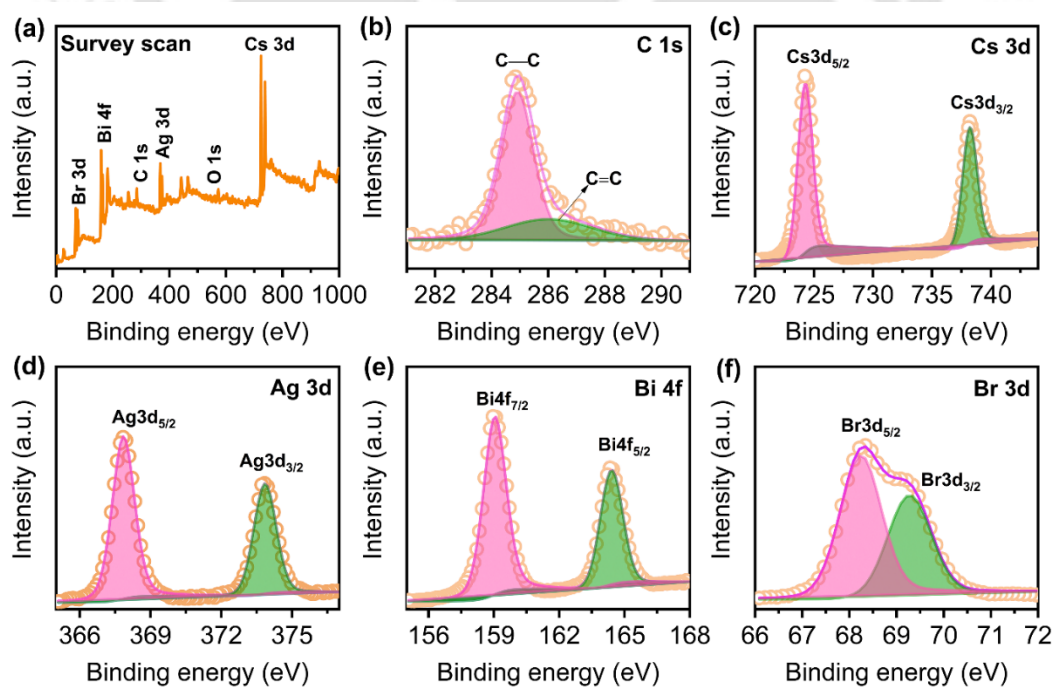 (a)
Survey scan
Cs 3d
Br 3d
Bi 4f
C 1s
Ag 3d
O 1s
Intensity (a.u.)
0 200 400 600 800 1000
Binding energy (eV)
(b)
C 1s
C—C
C=C
Intensity (a.u.)
282 284 286 288 290
Binding energy (eV)
(c)
Cs 3d
Cs3d5/2
Cs3d3/2
Intensity (a.u.)
720 725 730 735 740
Binding energy (eV)
(d)
Ag 3d
Ag3d5/2
Ag3d3/2
Intensity (a.u.)
366 369 372 375
Binding energy (eV)
(e)
Bi 4f
Bi4f7/2
Bi4f5/2
Intensity (a.u.)
156 159 162 165 168
Binding energy (eV)
(f)
Br 3d
Br3d5/2
Br3d3/2
Intensity (a.u.)
66 67 68 69 70 71 72
Binding energy (eV)